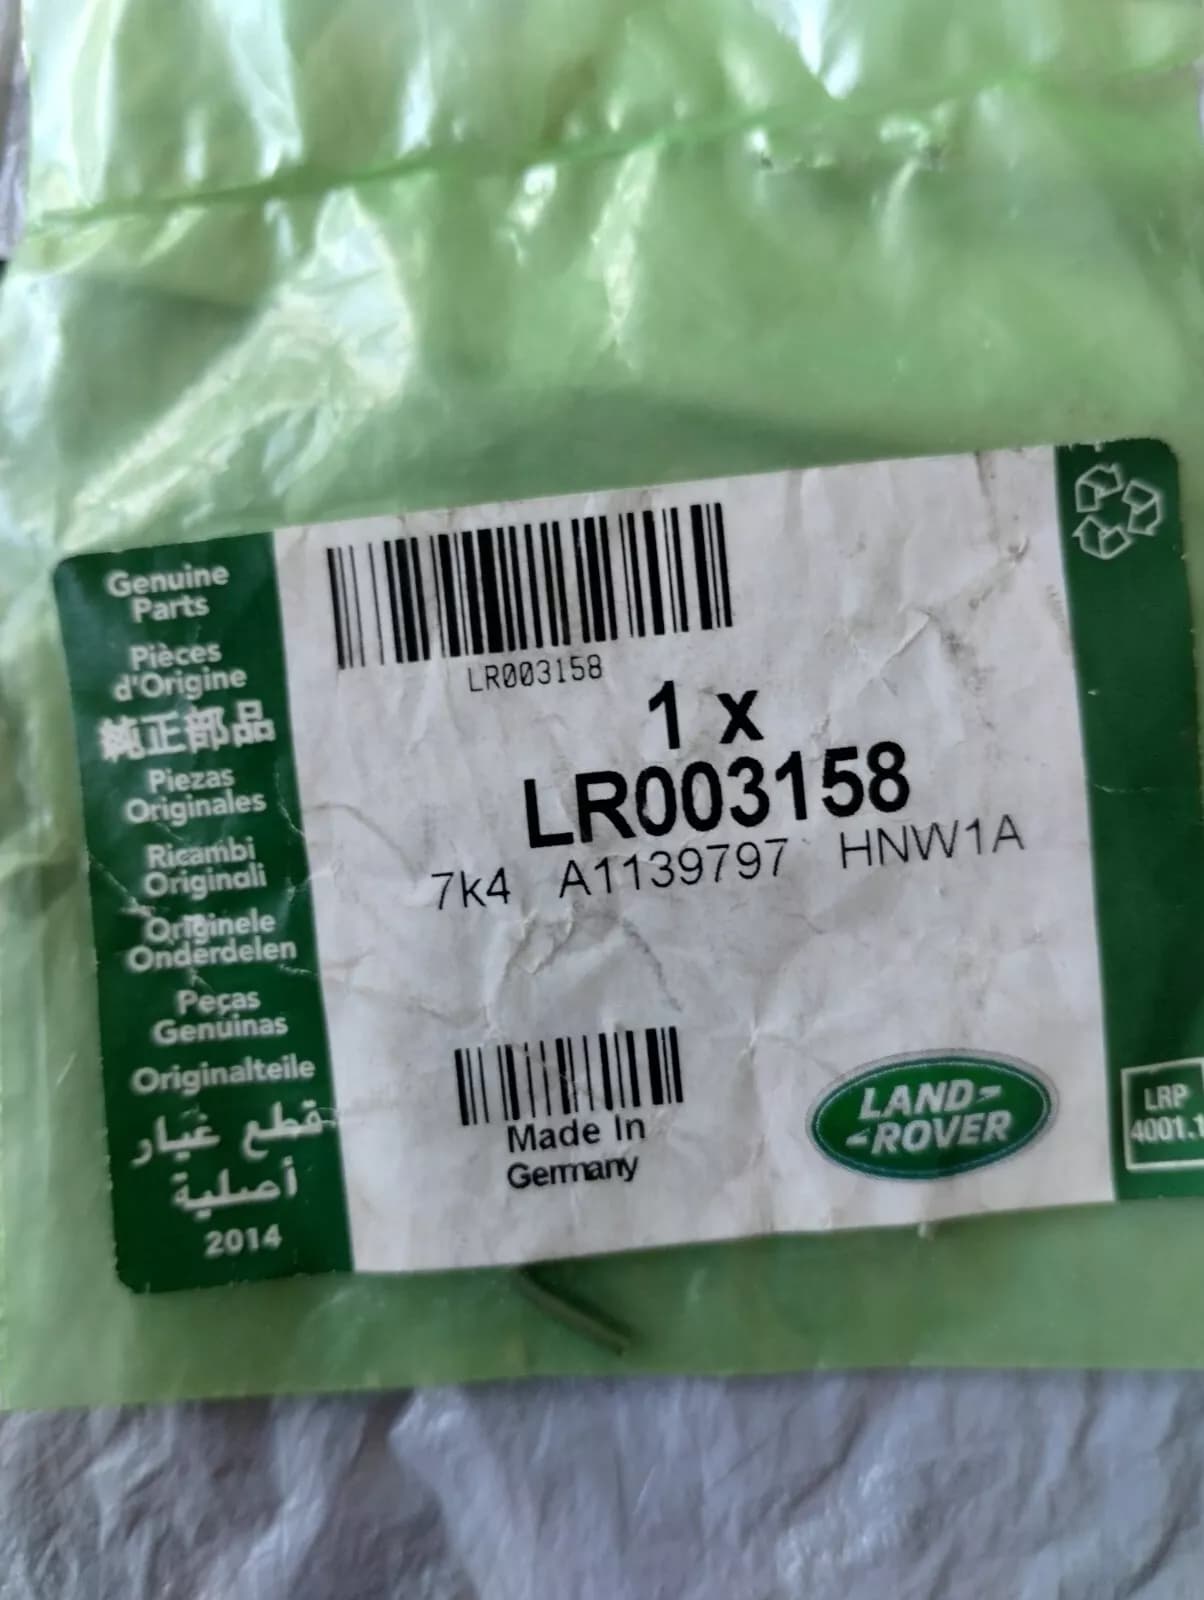 Genuine
Parts
Pièces
d'Origine
純正部品
Piezas
Originales
Ricambi
Originali
Originele
Onderdelen
Peças
Genuinas
Originalteile
قطع غيار
أصلية
2014
LR003158
1 x
LR003158
7k4 A1139797 HNW1A
Made In
Germany
LAND-
-ROVER
LRP
4001.1